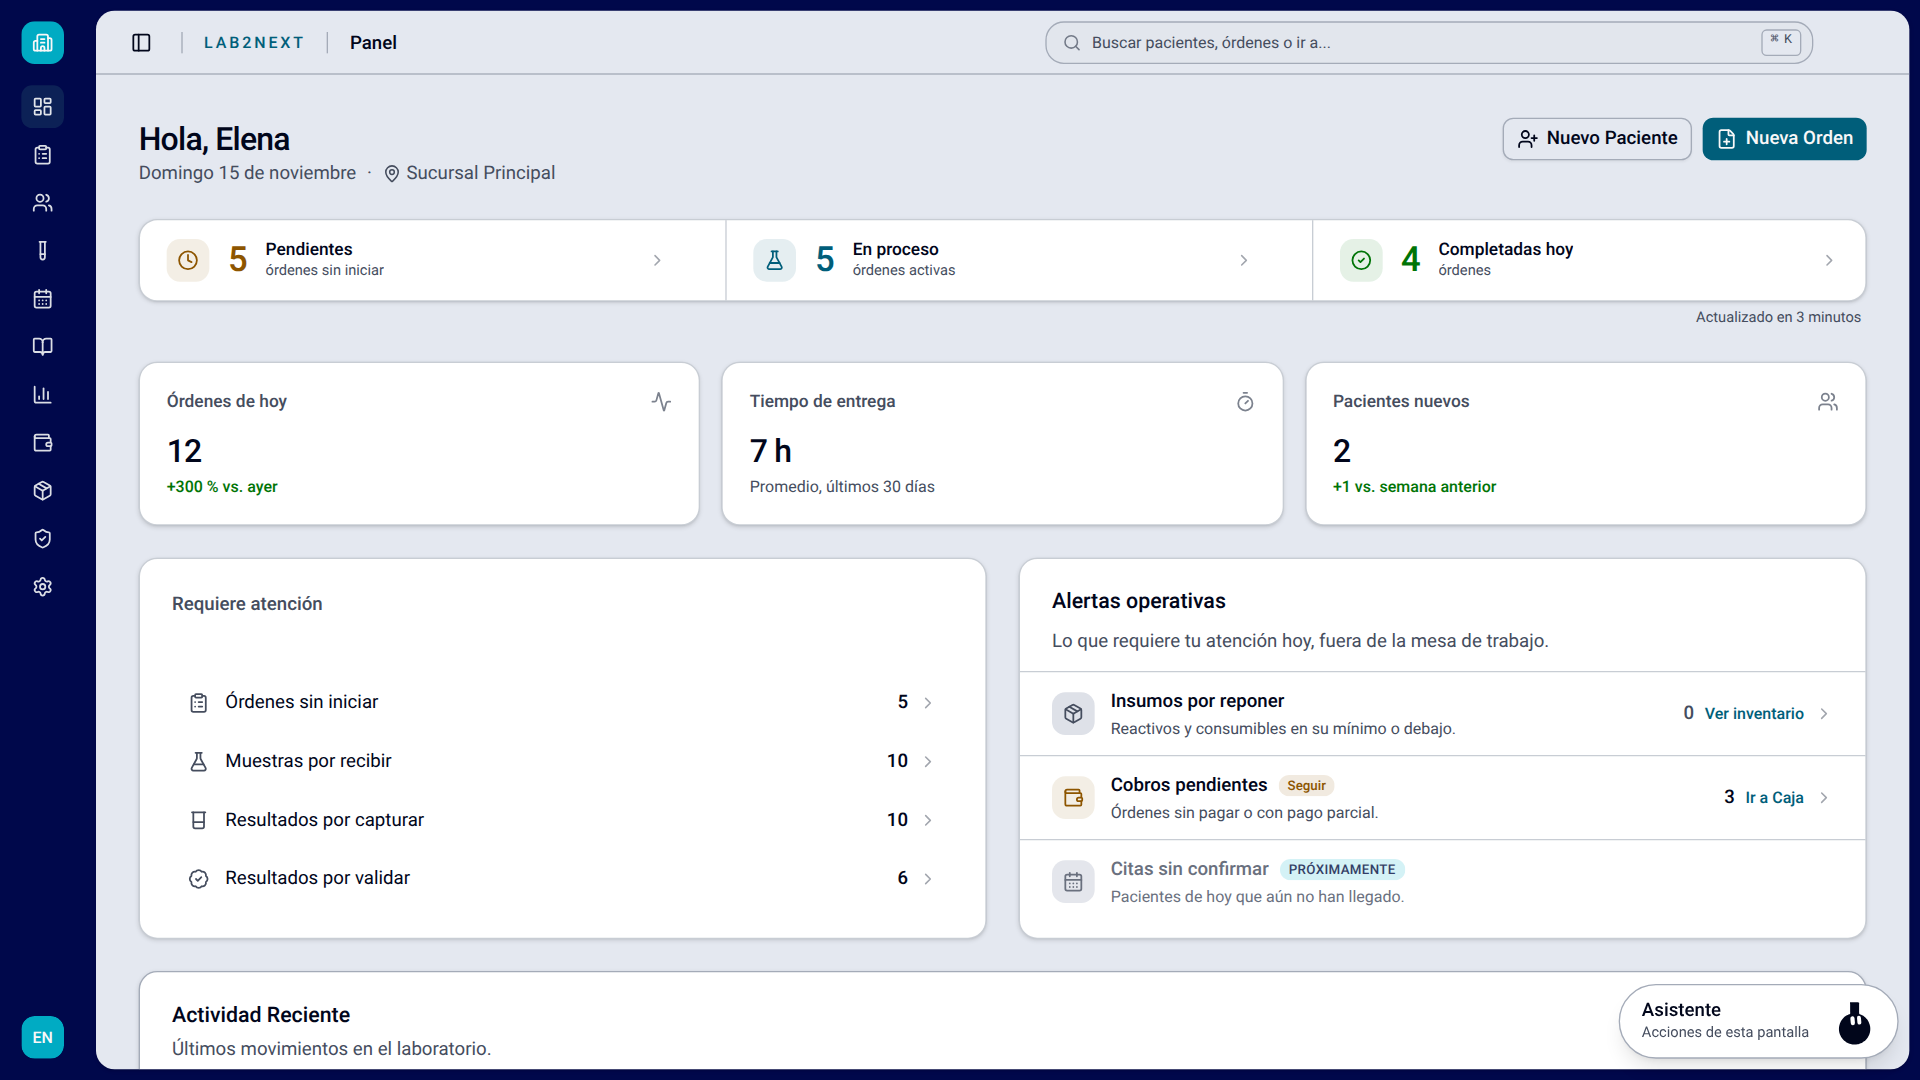 LAB2NEXT
Panel
Buscar pacientes, órdenes o ir a...
⌘ K
Hola, Elena
Domingo 15 de noviembre · Sucursal Principal
Nuevo Paciente
Nueva Orden
5
Pendientes
órdenes sin iniciar
5
En proceso
órdenes activas
4
Completadas hoy
órdenes
Actualizado en 3 minutos
Órdenes de hoy
12
+300 % vs. ayer
Tiempo de entrega
7 h
Promedio, últimos 30 días
Pacientes nuevos
2
+1 vs. semana anterior
Requiere atención
Órdenes sin iniciar 5
Muestras por recibir 10
Resultados por capturar 10
Resultados por validar 6
Alertas operativas
Lo que requiere tu atención hoy, fuera de la mesa de trabajo.
Insumos por reponer
Reactivos y consumibles en su mínimo o debajo.
0 Ver inventario
Cobros pendientes Seguir
Órdenes sin pagar o con pago parcial.
3 Ir a Caja
Citas sin confirmar PRÓXIMAMENTE
Pacientes de hoy que aún no han llegado.
Actividad Reciente
Últimos movimientos en el laboratorio.
Asistente
Acciones de esta pantalla
EN